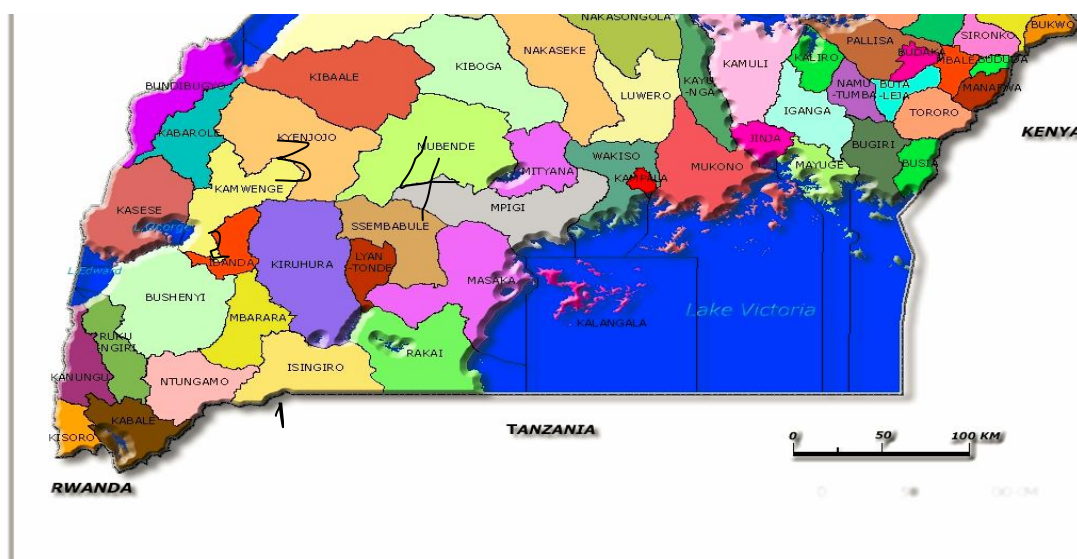 NAKASONGOLA
BUKWO
SIRONKO
PALLISA
NAKASEKE
BUDAKA
MBALE
BUDUDA
KAMULI
KALIRO
KIBOGA
KIBAALE
BUNDIBUGYO
KAYU
-NGA
NAMU
-TUMBA
BUTA
-LEJA
MANAFWA
LUWERO
IGANGA
TORORO
KABAROLE
KYENJOJO
MUBENDE
JINJA
KENYA
BUGIRI
3
4
WAKISO
MITYANA
MUKONO
MAYUGE
BUSIA
KAMPALA
KAMWENGE
KASESE
MPIGI
L.George
SSEMBABULE
2
IBANDA
KIRUHURA
LYAN
-TONDE
L.Edward
MASAKA
BUSHENYI
MBARARA
Lake Victoria
KALANGALA
RUKU
-NGIRI
RAKAI
ISINGIRO
KANUNGU
NTUNGAMO
1
KABALE
KISORO
TANZANIA
0 50 100 KM
RWANDA